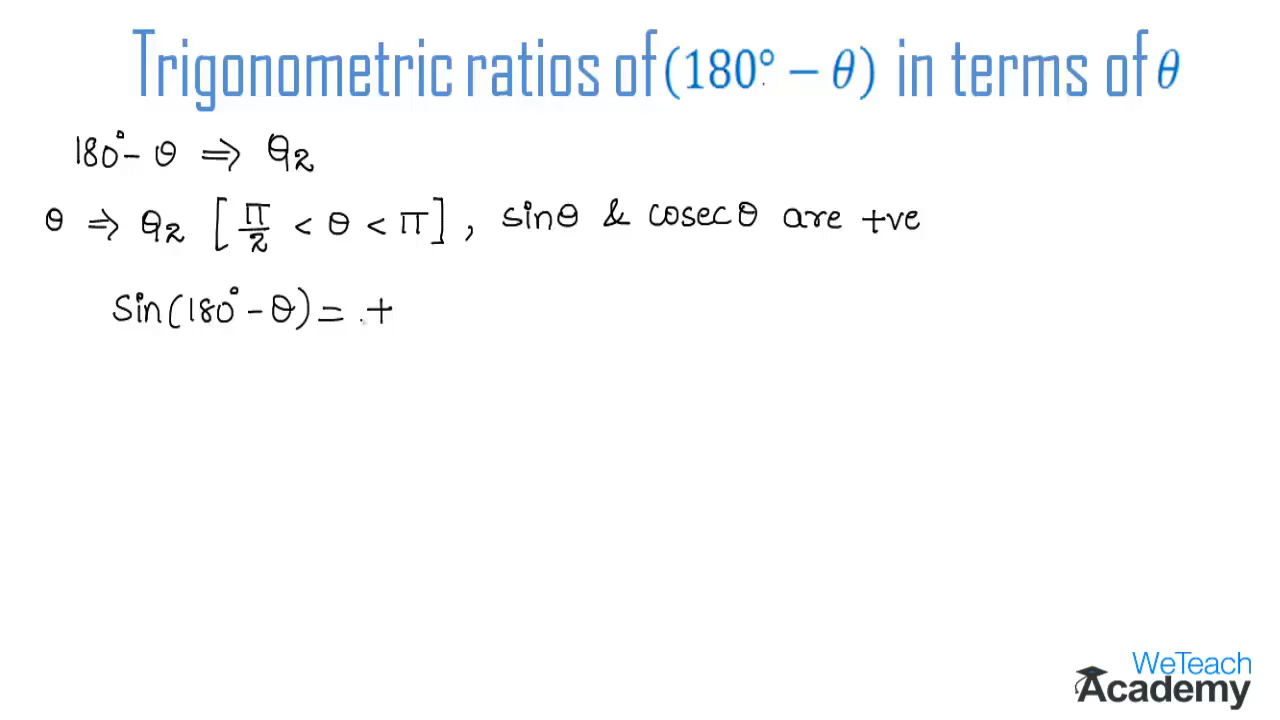 Trigonometric ratios of (180° − θ) in terms of θ
180° − θ ⇒ Q₂
θ ⇒ Q₂ [π/2 < θ < π], sinθ & cosecθ are +ve
Sin(180° − θ) = +
WeTeach
Academy